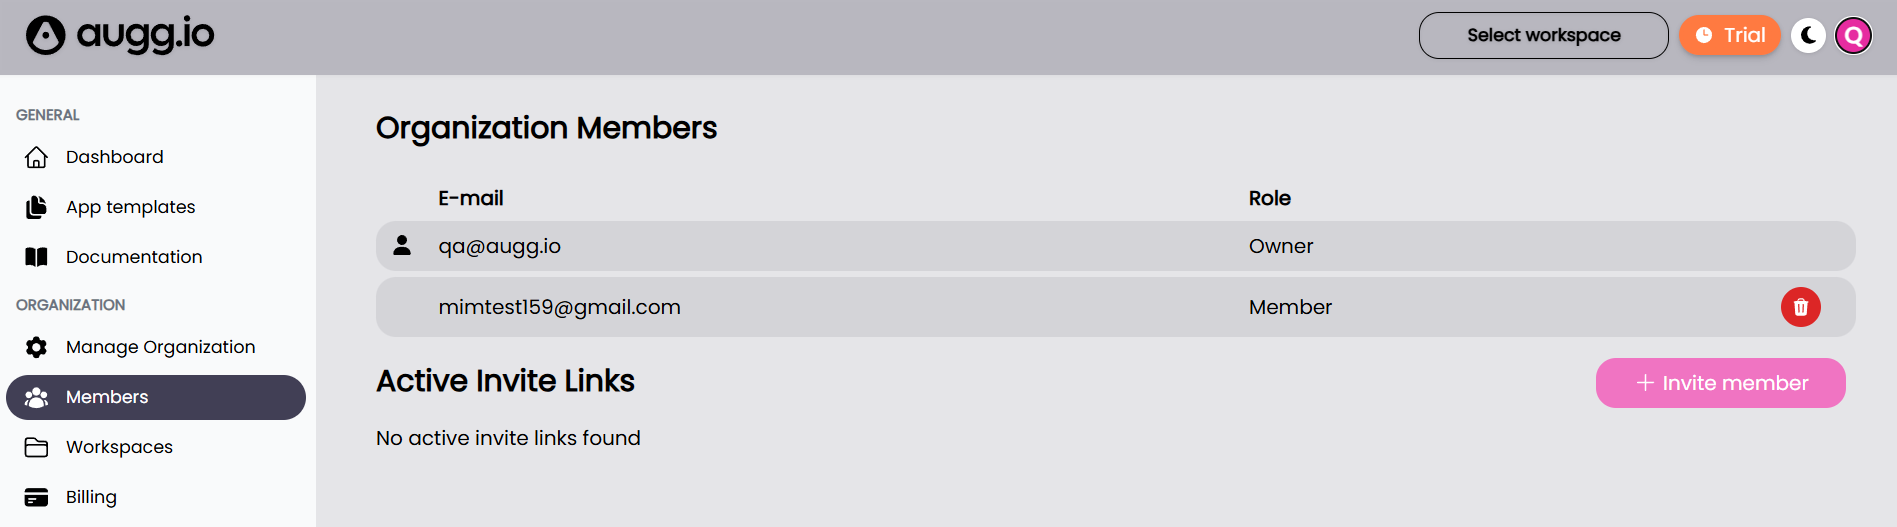 augg.io
Select workspace
Trial
Q
GENERAL
Dashboard
App templates
Documentation
ORGANIZATION
Manage Organization
Members
Workspaces
Billing
Organization Members
E-mail Role
qa@augg.io Owner
mimtest159@gmail.com Member
Active Invite Links
+ Invite member
No active invite links found